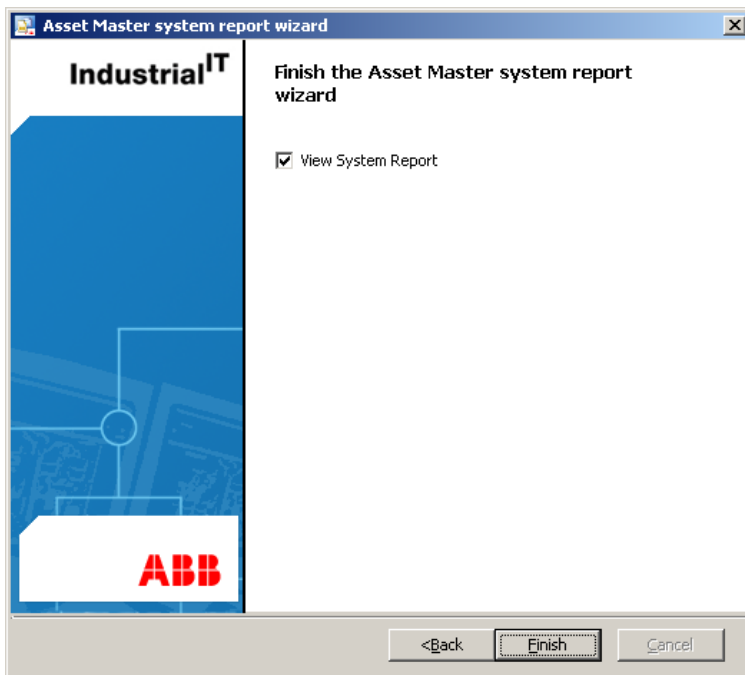 Asset Master system report wizard
Industrial IT
Finish the Asset Master system report
wizard
View System Report
ABB
<Back
Finish
Cancel